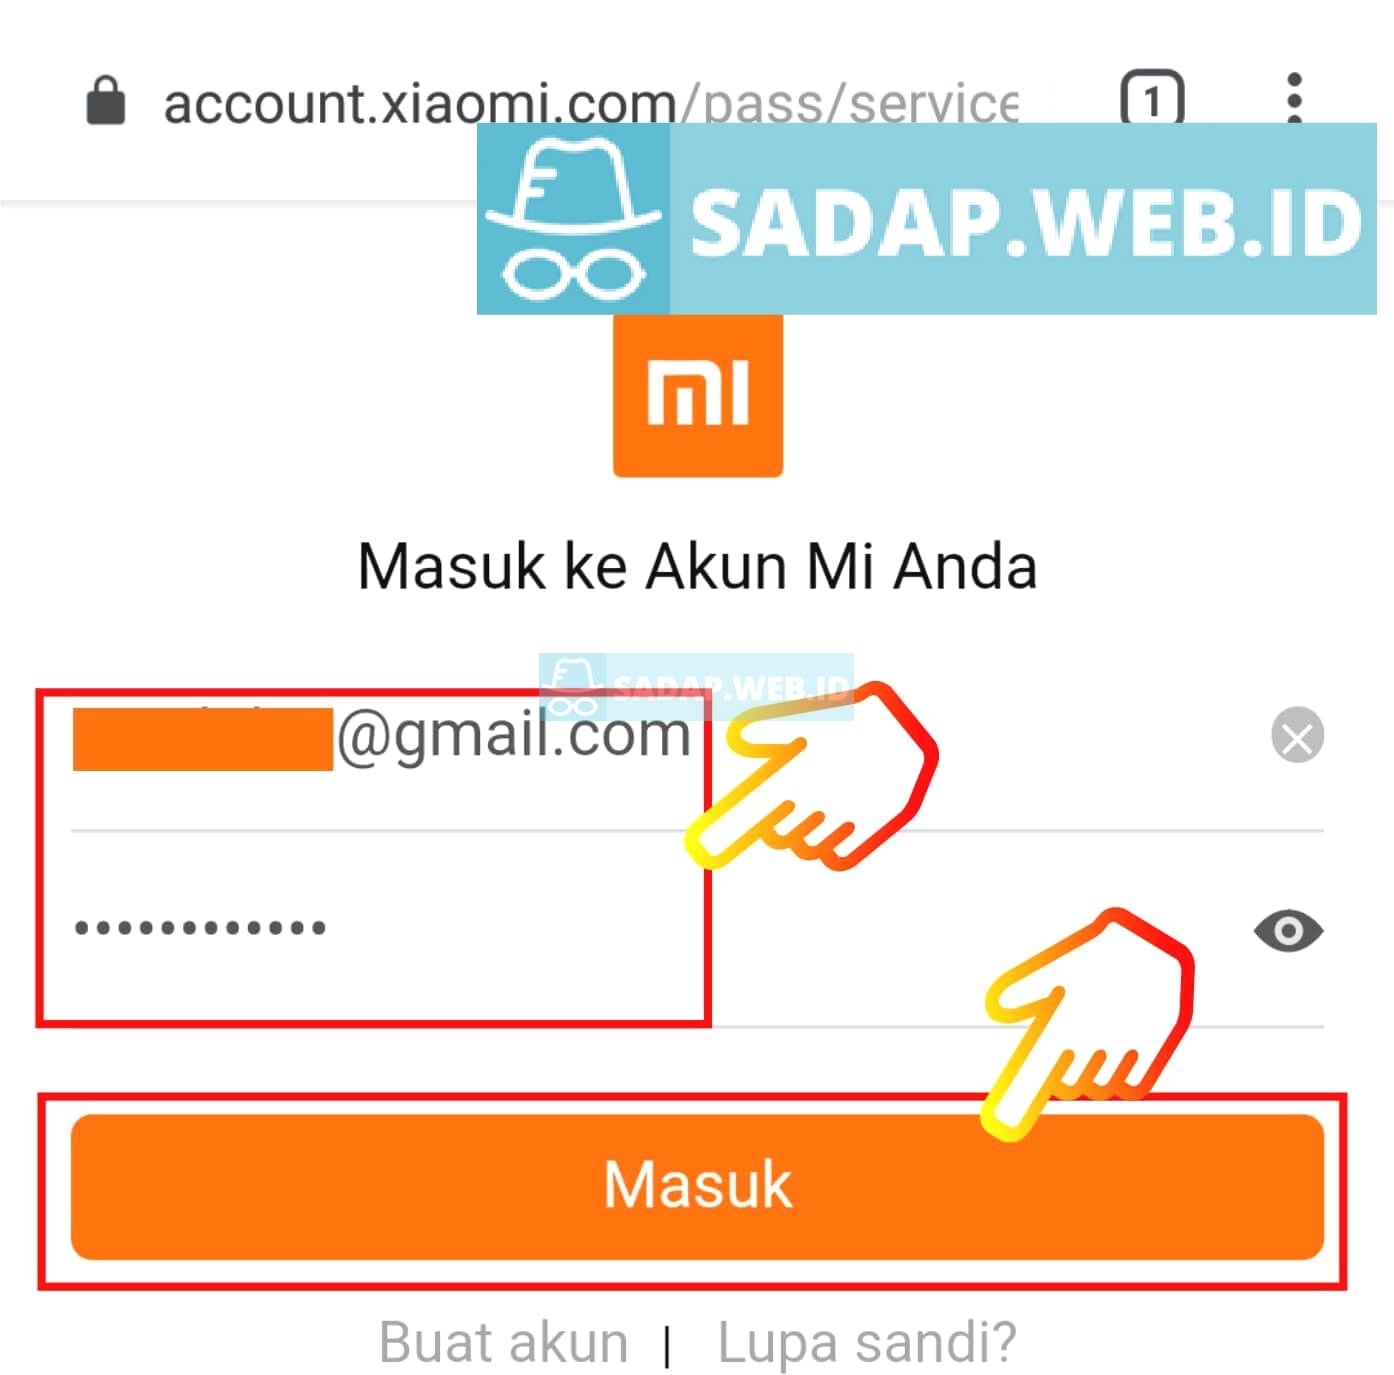 account.xiaomi.com/pass/service
1
SADAP.WEB.ID
mi
Masuk ke Akun Mi Anda
SADAP.WEB.ID
@gmail.com
Masuk
Buat akun | Lupa sandi?